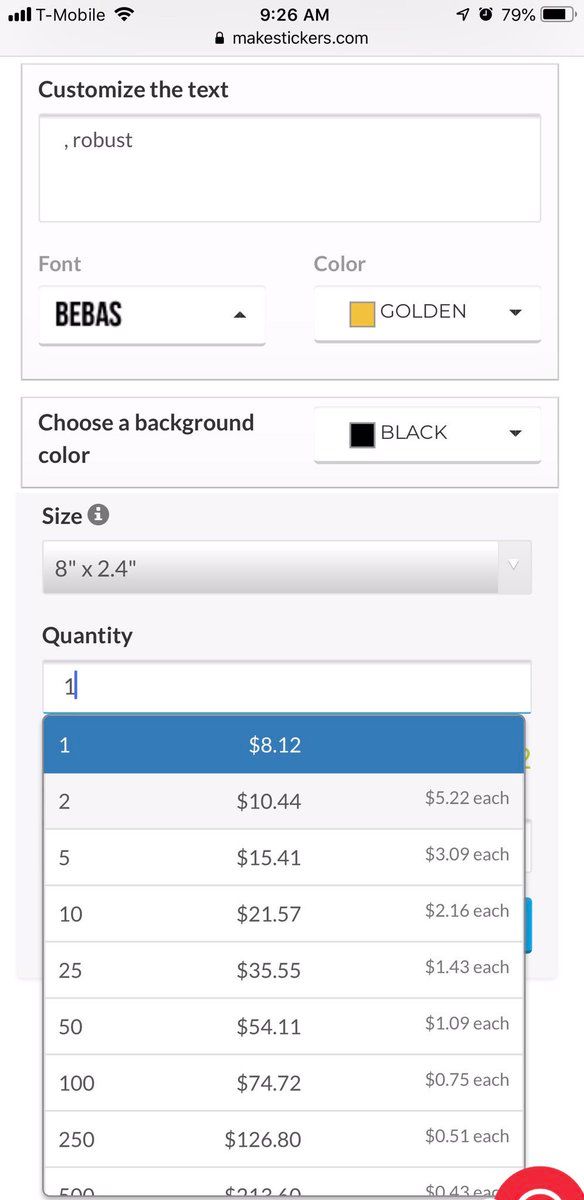 T-Mobile 9:26 AM 79%
makestickers.com
Customize the text
, robust
Font Color
BEBAS GOLDEN
Choose a background
color
BLACK
Size
8" x 2.4"
Quantity
1
1 $8.12
2 $10.44 $5.22 each
5 $15.41 $3.09 each
10 $21.57 $2.16 each
25 $35.55 $1.43 each
50 $54.11 $1.09 each
100 $74.72 $0.75 each
250 $126.80 $0.51 each
500 $213.60 $0.43